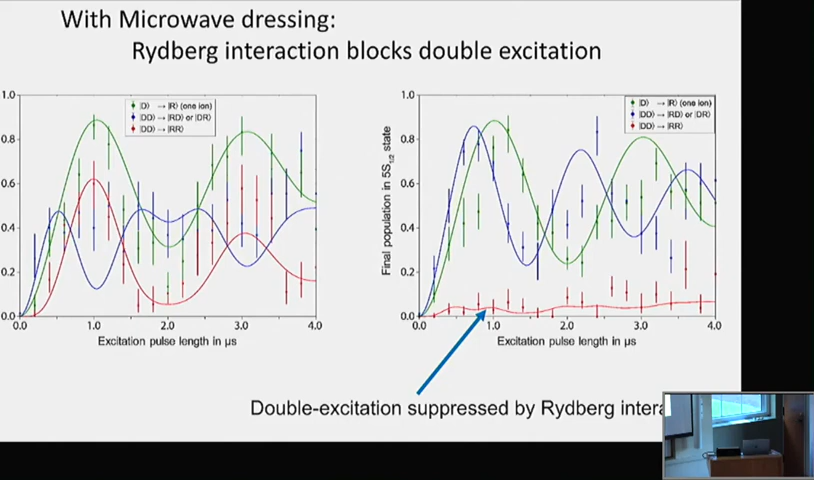 With Microwave dressing:
Rydberg interaction blocks double excitation
1.0
0.8
0.6
0.4
0.2
0.0
0.0
1.0
2.0
3.0
4.0
Excitation pulse length in μs
|D⟩ → |R⟩ (one ion)
|DD⟩ → |RD⟩ or |DR⟩
|DD⟩ → |RR⟩
Final population in 5S1/2 state
1.0
0.8
0.6
0.4
0.2
0.0
0.0
1.0
2.0
3.0
4.0
Excitation pulse length in μs
|D⟩ → |R⟩ (one ion)
|DD⟩ → |RD⟩ or |DR⟩
|DD⟩ → |RR⟩
Double-excitation suppressed by Rydberg intera